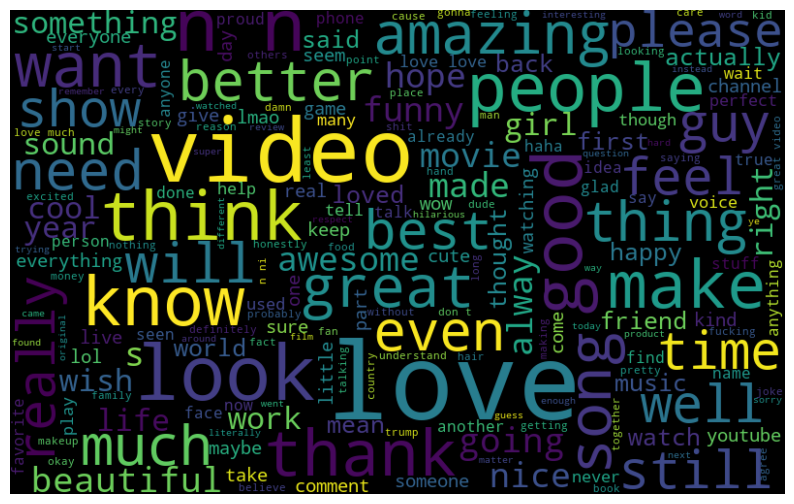 something n n amazing please
everyone proud day phone said cause gonna feeling interesting care word kid
start others seem point love love back looking actually
want better hope people wait channel
remember every watched damn place instead perfect
show anyone give lmao many game funny man girl though guy
love much story reason review shit already first question hard true
might super least haha idea saying
sound video hand movie good feel
need done help real loved wow dude made glad say voice
cool think tell talk hilarious best thought watching thing right
year different respect keep cute happy ye
person nothing honestly food awesome long stuff
trying everything will n ni one part without always way anything
money know used great don t come make
came original live seen probably sure fan even making today friend kind
found definitely film understand fucking product time
really lol s world around fact little talking country hair song find pretty
wish look now love enough music name
favorite family play went mean guess together well joke sorry
life face work another getting watch youtube
makeup much literally maybe trump going never next agree
okay thank matter someone nice book still
beautiful take believe comment